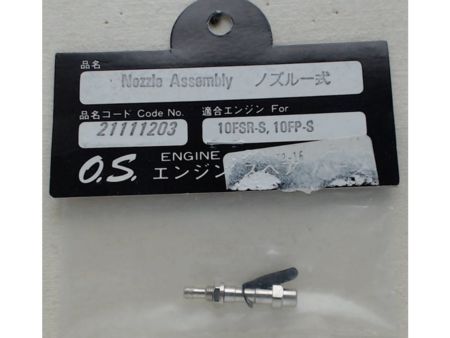 品名
Nozzle Assembly ノズル一式
品名コード Code No. 適合エンジン For
21111203 10FSR-S, 10FP-S
O.S. ENGINE
エンジン